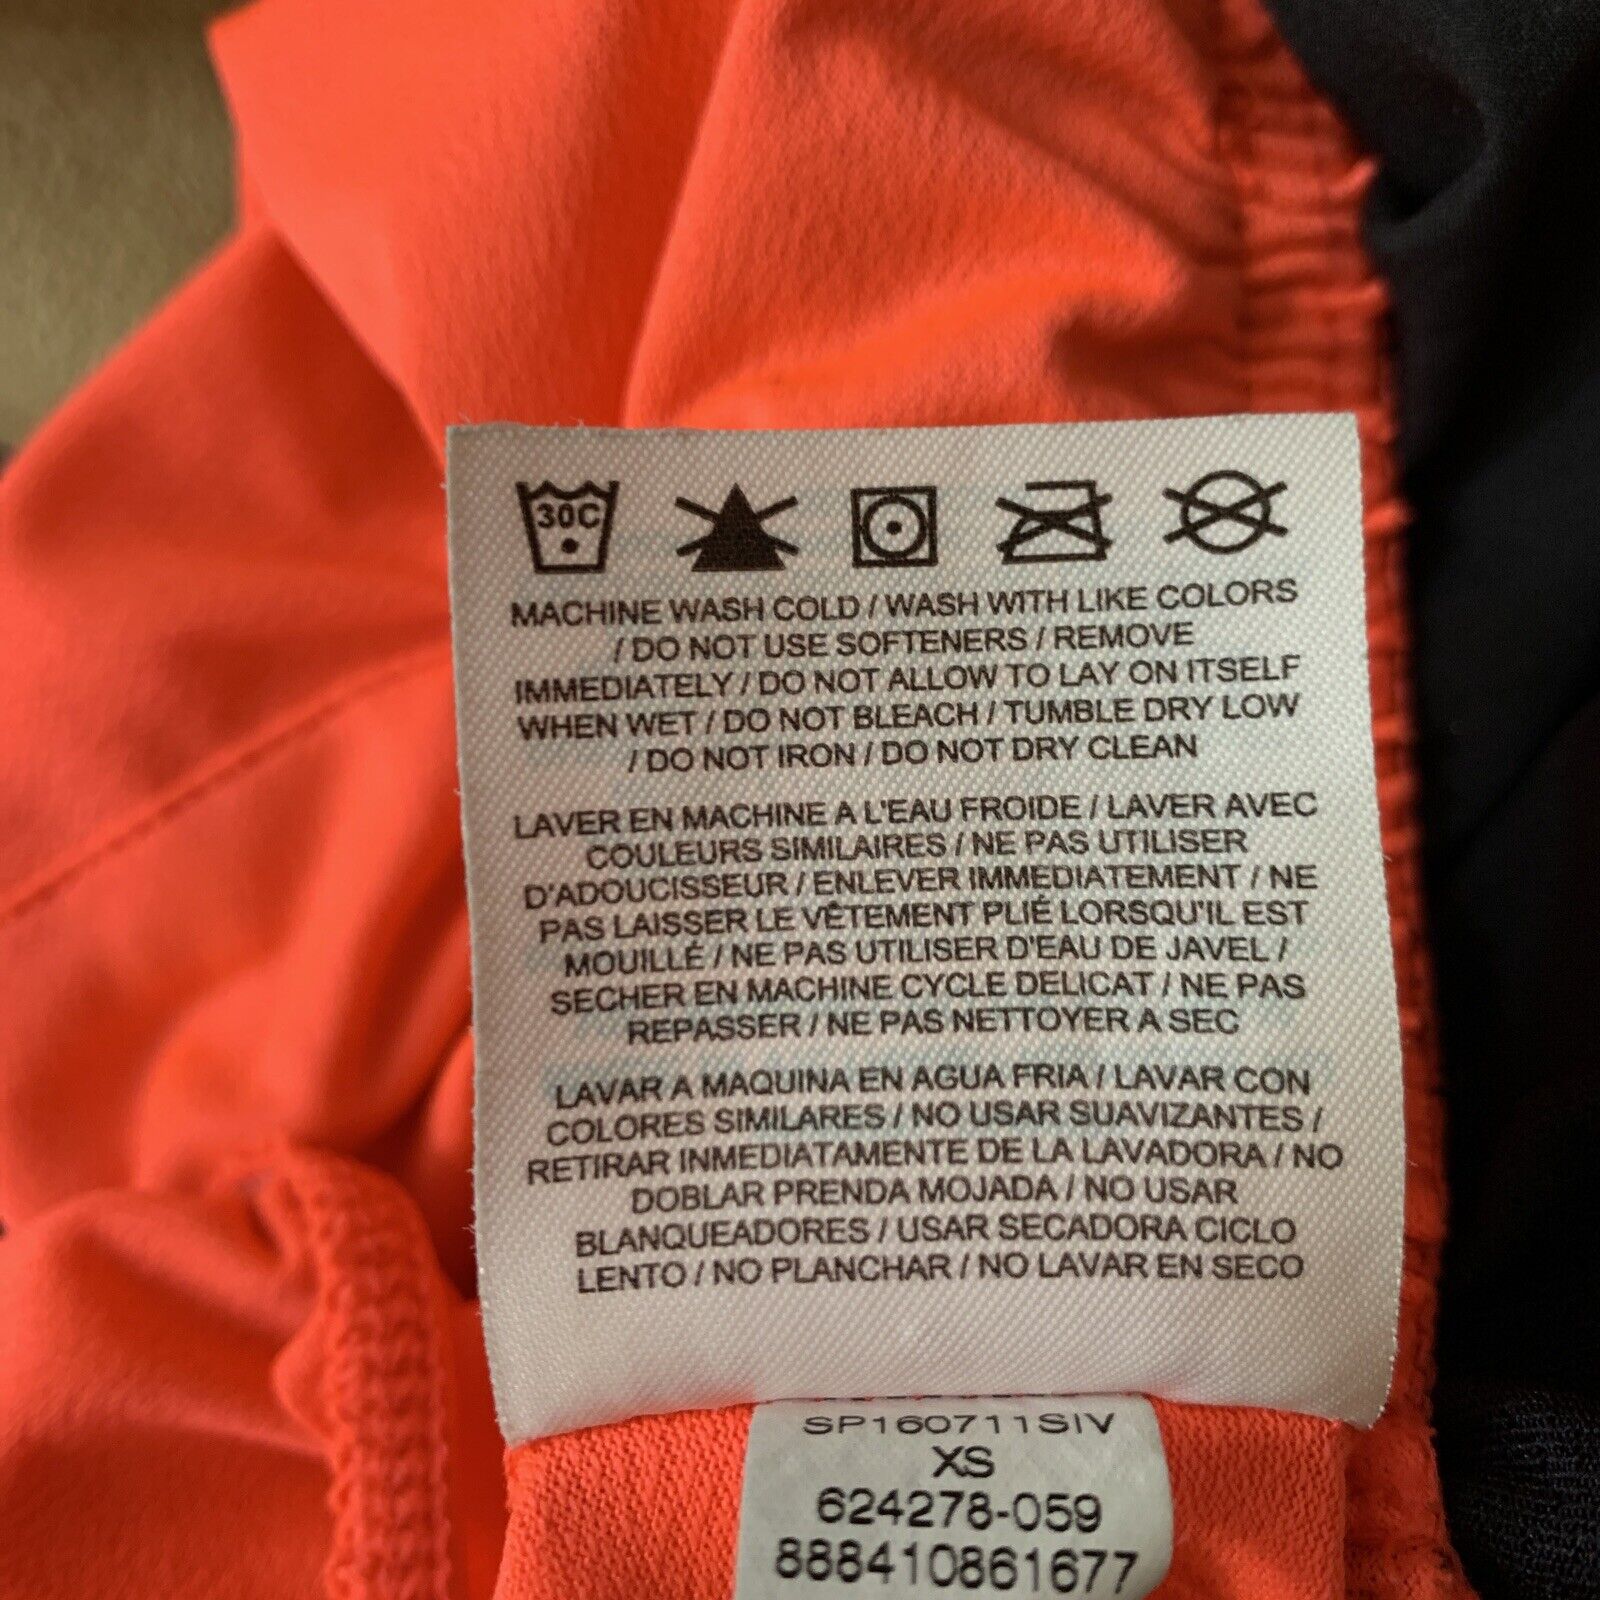 30C
MACHINE WASH COLD / WASH WITH LIKE COLORS
/ DO NOT USE SOFTENERS / REMOVE
IMMEDIATELY / DO NOT ALLOW TO LAY ON ITSELF
WHEN WET / DO NOT BLEACH / TUMBLE DRY LOW
/ DO NOT IRON / DO NOT DRY CLEAN
LAVER EN MACHINE A L'EAU FROIDE / LAVER AVEC
COULEURS SIMILAIRES / NE PAS UTILISER
D'ADOUCISSEUR / ENLEVER IMMEDIATEMENT / NE
PAS LAISSER LE VÊTEMENT PLIÉ LORSQU'IL EST
MOUILLÉ / NE PAS UTILISER D'EAU DE JAVEL /
SECHER EN MACHINE CYCLE DELICAT / NE PAS
REPASSER / NE PAS NETTOYER A SEC
LAVAR A MAQUINA EN AGUA FRIA / LAVAR CON
COLORES SIMILARES / NO USAR SUAVIZANTES /
RETIRAR INMEDIATAMENTE DE LA LAVADORA / NO
DOBLAR PRENDA MOJADA / NO USAR
BLANQUEADORES / USAR SECADORA CICLO
LENTO / NO PLANCHAR / NO LAVAR EN SECO
SP160711SIV
XS
624278-059
888410861677